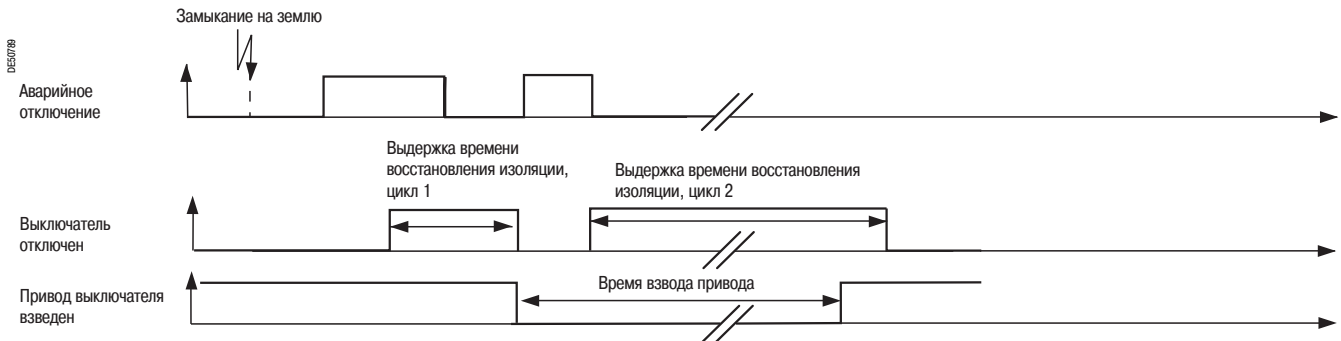 Замыкание на землю
DE50789
Аварийное
отключение
Выдержка времени
восстановления изоляции,
цикл 1
Выдержка времени восстановления
изоляции, цикл 2
Выключатель
отключен
Время взвода привода
Привод выключателя
взведен